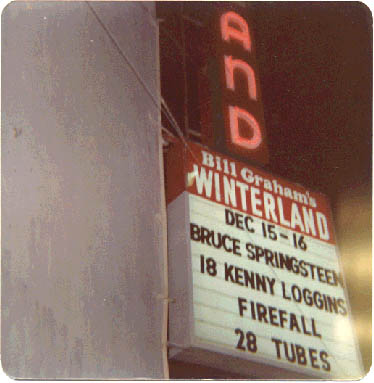 AND
Bill Graham's
WINTERLAND
DEC 15-16
BRUCE SPRINGSTEEN
18 KENNY LOGGINS
FIREFALL
28 TUBES